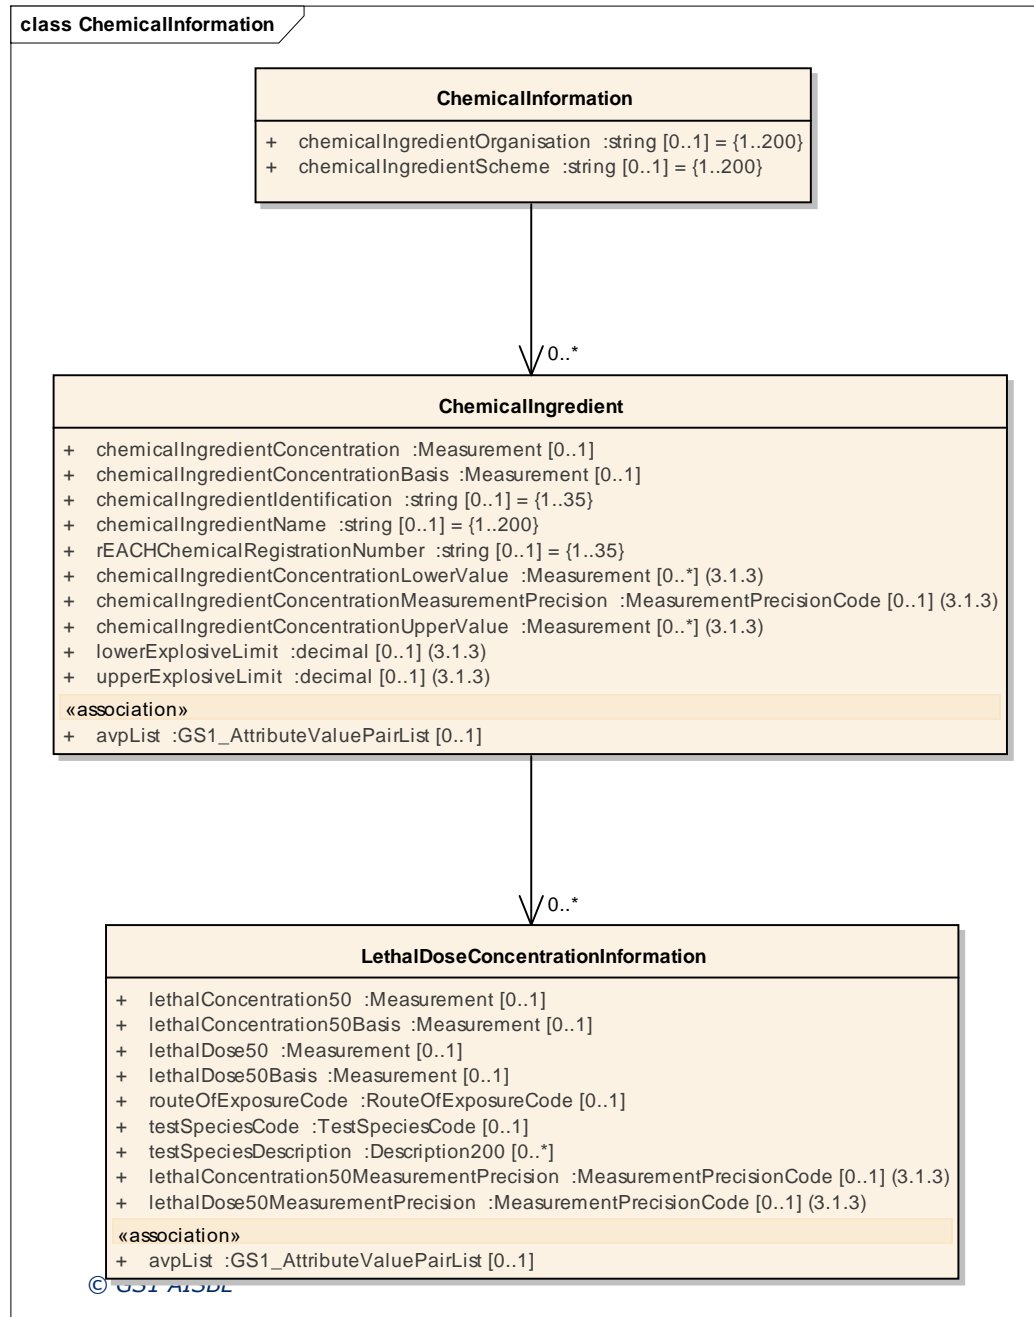 class ChemicalInformation
ChemicalInformation
+ chemicalIngredientOrganisation :string [0..1] = {1..200}
+ chemicalIngredientScheme :string [0..1] = {1..200}
0..*
ChemicalIngredient
+ chemicalIngredientConcentration :Measurement [0..1]
+ chemicalIngredientConcentrationBasis :Measurement [0..1]
+ chemicalIngredientIdentification :string [0..1] = {1..35}
+ chemicalIngredientName :string [0..1] = {1..200}
+ rEACHChemicalRegistrationNumber :string [0..1] = {1..35}
+ chemicalIngredientConcentrationLowerValue :Measurement [0..*] (3.1.3)
+ chemicalIngredientConcentrationMeasurementPrecision :MeasurementPrecisionCode [0..1] (3.1.3)
+ chemicalIngredientConcentrationUpperValue :Measurement [0..*] (3.1.3)
+ lowerExplosiveLimit :decimal [0..1] (3.1.3)
+ upperExplosiveLimit :decimal [0..1] (3.1.3)
«association»
+ avpList :GS1_AttributeValuePairList [0..1]
0..*
LethalDoseConcentrationInformation
+ lethalConcentration50 :Measurement [0..1]
+ lethalConcentration50Basis :Measurement [0..1]
+ lethalDose50 :Measurement [0..1]
+ lethalDose50Basis :Measurement [0..1]
+ routeOfExposureCode :RouteOfExposureCode [0..1]
+ testSpeciesCode :TestSpeciesCode [0..1]
+ testSpeciesDescription :Description200 [0..*]
+ lethalConcentration50MeasurementPrecision :MeasurementPrecisionCode [0..1] (3.1.3)
+ lethalDose50MeasurementPrecision :MeasurementPrecisionCode [0..1] (3.1.3)
«association»
+ avpList :GS1_AttributeValuePairList [0..1]
© GS1 AISBL